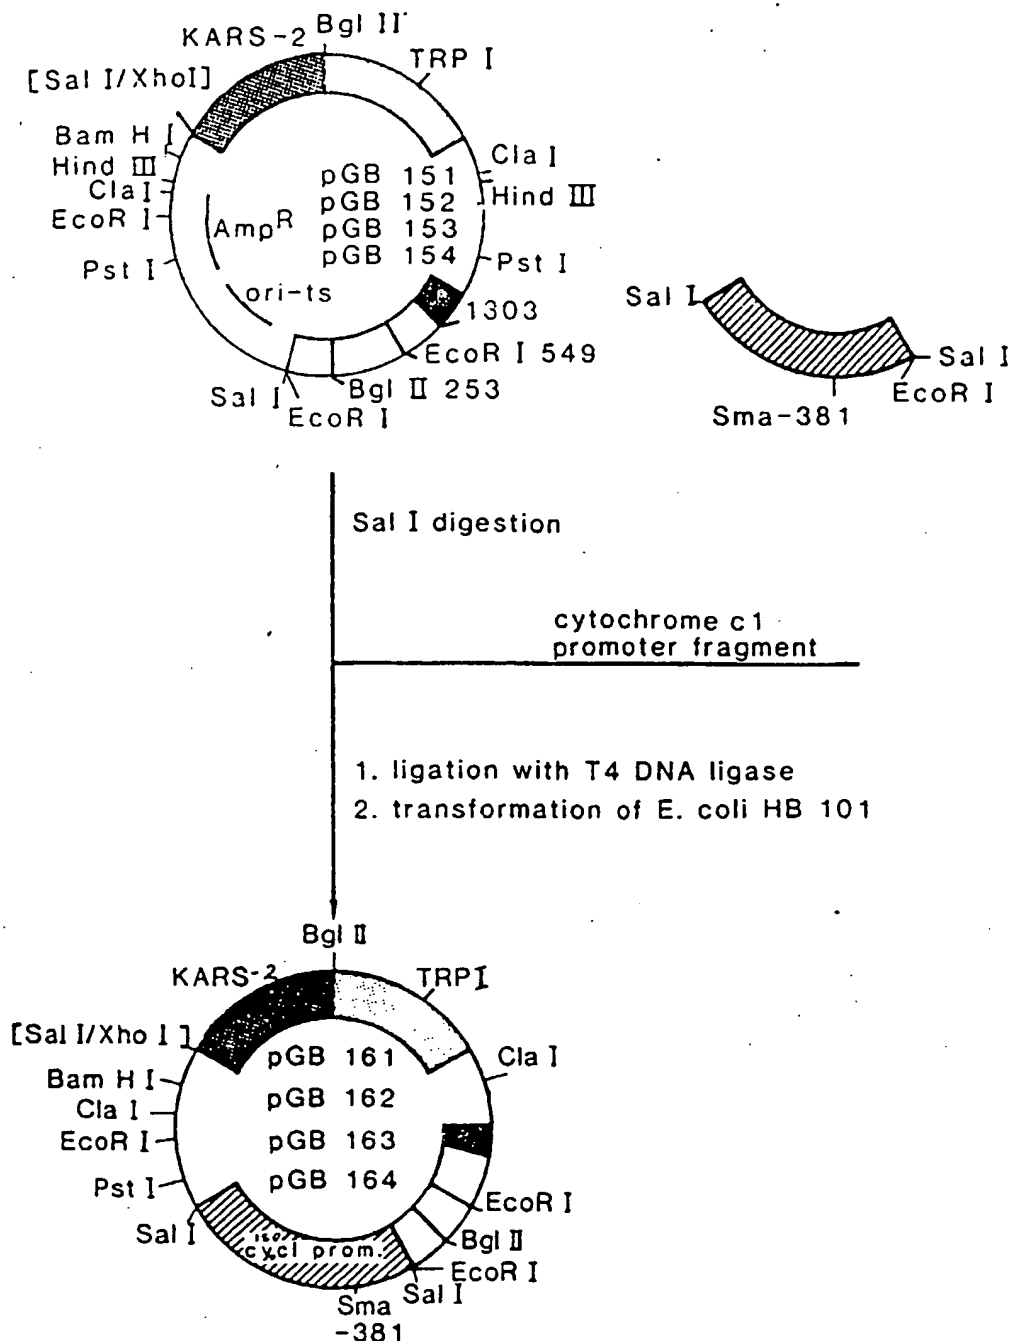 Bgl II
KARS-2
TRP I
[Sal I/XhoI]
Bam H I
Hind III
Cla I
EcoR I
Pst I
Cla I
Hind III
Pst I
pGB 151
pGB 152
pGB 153
pGB 154
AmpR
ori-ts
1303
EcoR I 549
Bgl II 253
Sal I
EcoR I
Sal I
Sal I
EcoR I
Sma-381
Sal I digestion
cytochrome c1
promoter fragment
1. ligation with T4 DNA ligase
2. transformation of E. coli HB 101
Bgl II
KARS-2
TRP I
[Sal I/Xho I ]
Bam H I
Cla I
EcoR I
Pst I
Sal I
Cla I
pGB 161
pGB 162
pGB 163
pGB 164
iso1
cycl prom.
EcoR I
Bgl II
EcoR I
Sal I
Sma
-381